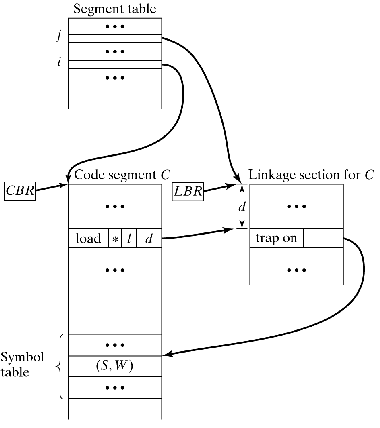 Segment table
j
•••
•••
i
•••
CBR
Code segment C
LBR
Linkage section for C
•••
d
•••
load * l d
trap on
•••
•••
•••
Symbol
table
(S, W)
•••